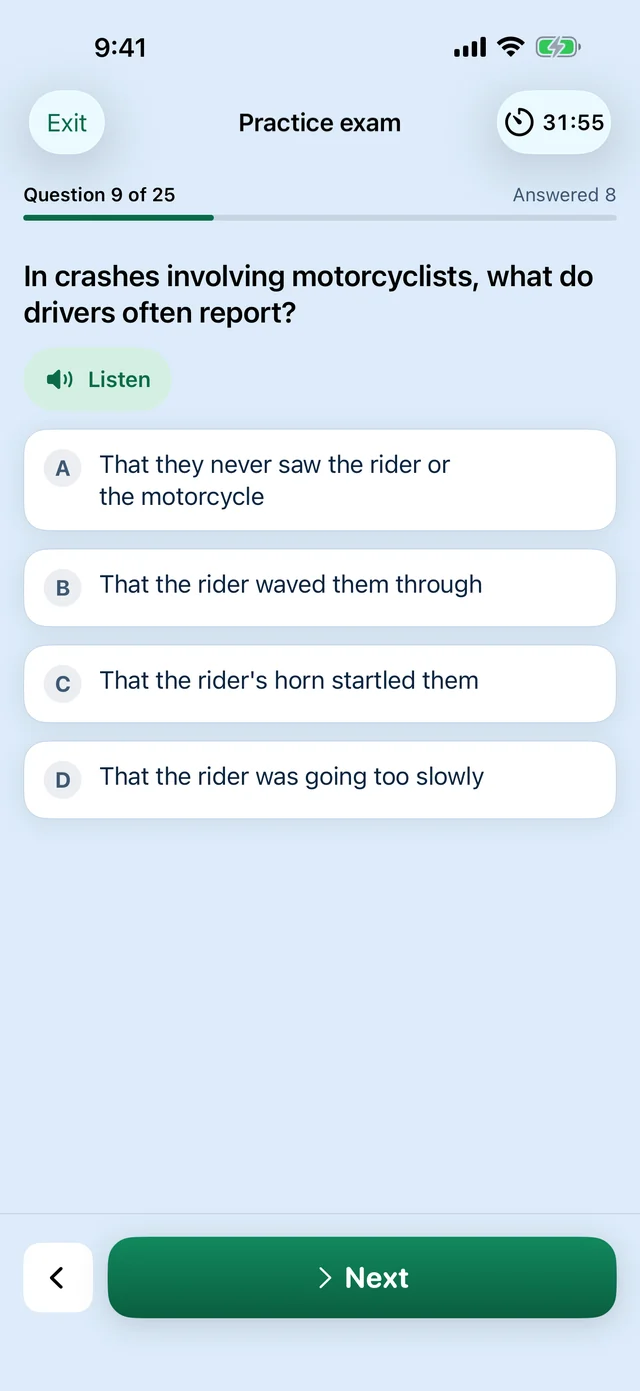 9:41
Exit
Practice exam
31:55
Question 9 of 25
Answered 8
In crashes involving motorcyclists, what do
drivers often report?
Listen
A
That they never saw the rider or
the motorcycle
B
That the rider waved them through
C
That the rider's horn startled them
D
That the rider was going too slowly
Next